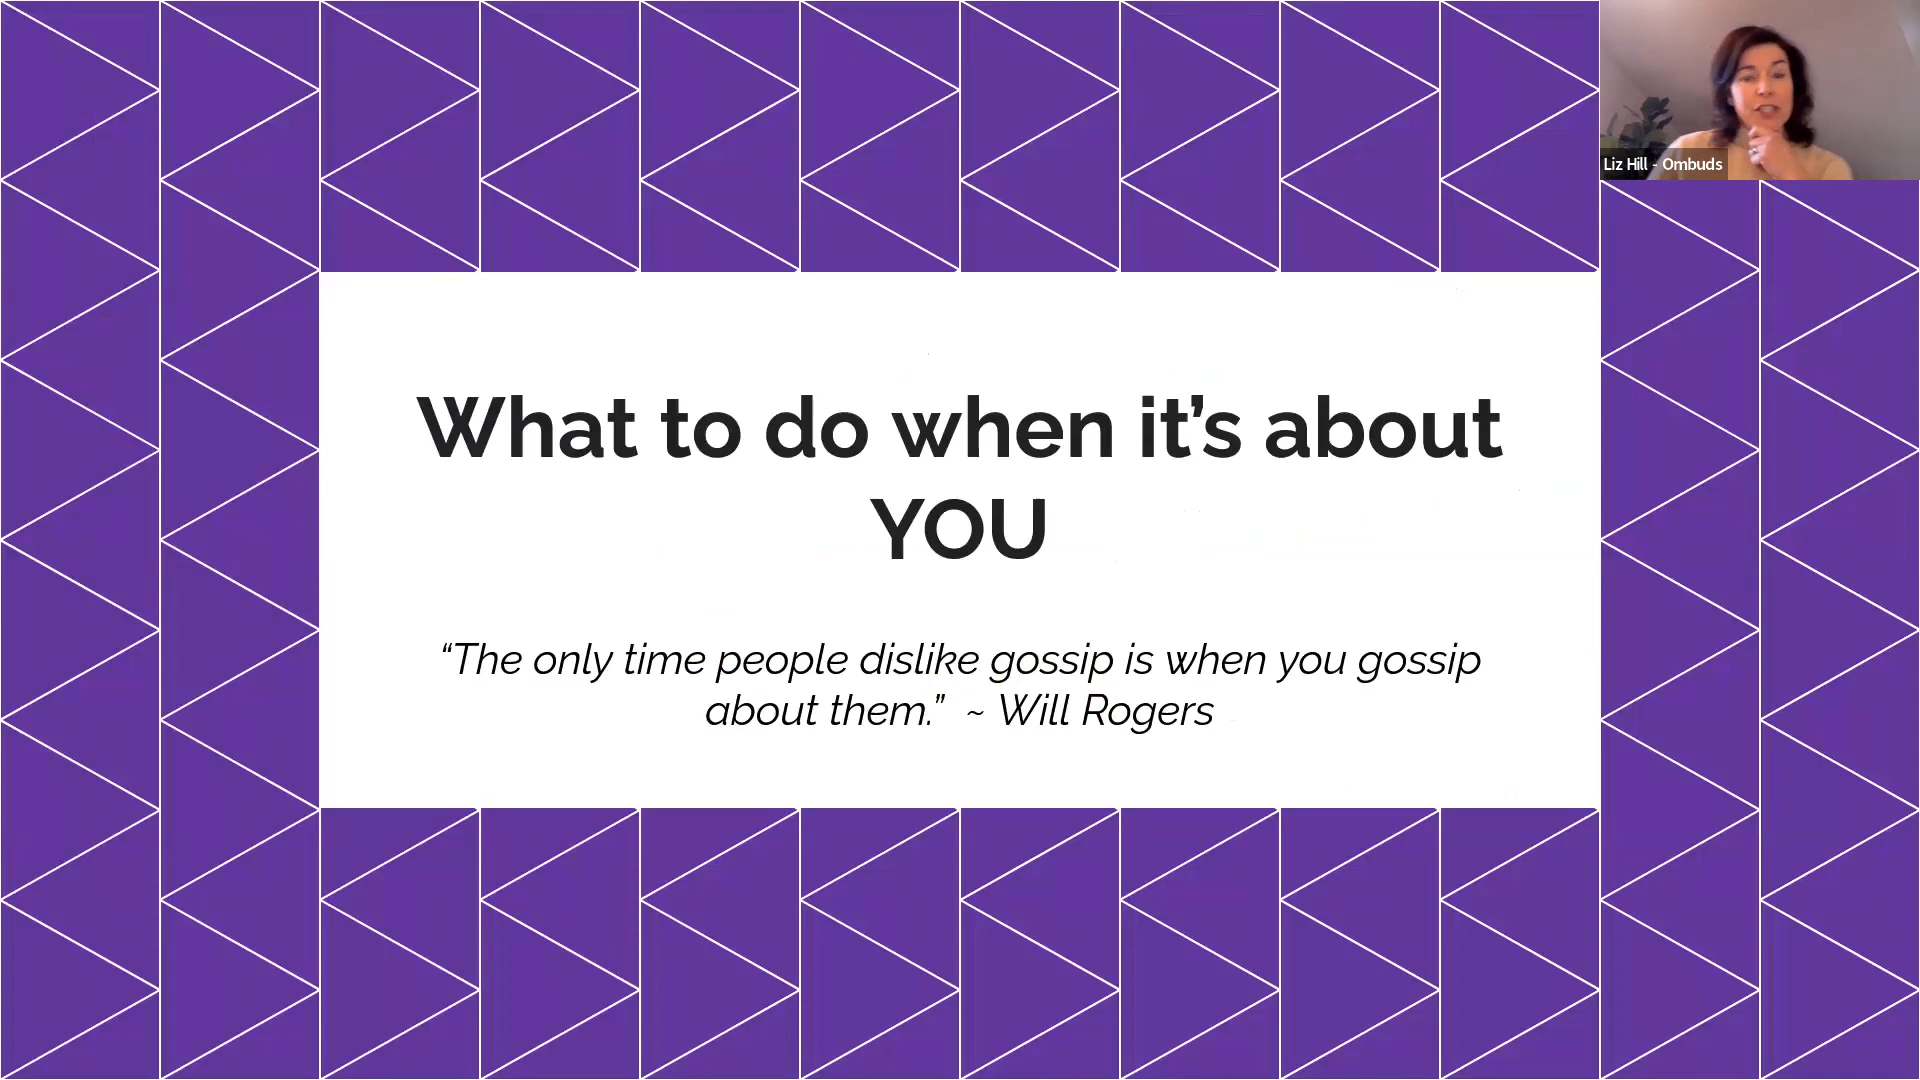 Liz Hill - Ombuds
What to do when it’s about
YOU
“The only time people dislike gossip is when you gossip
about them.”  ~ Will Rogers